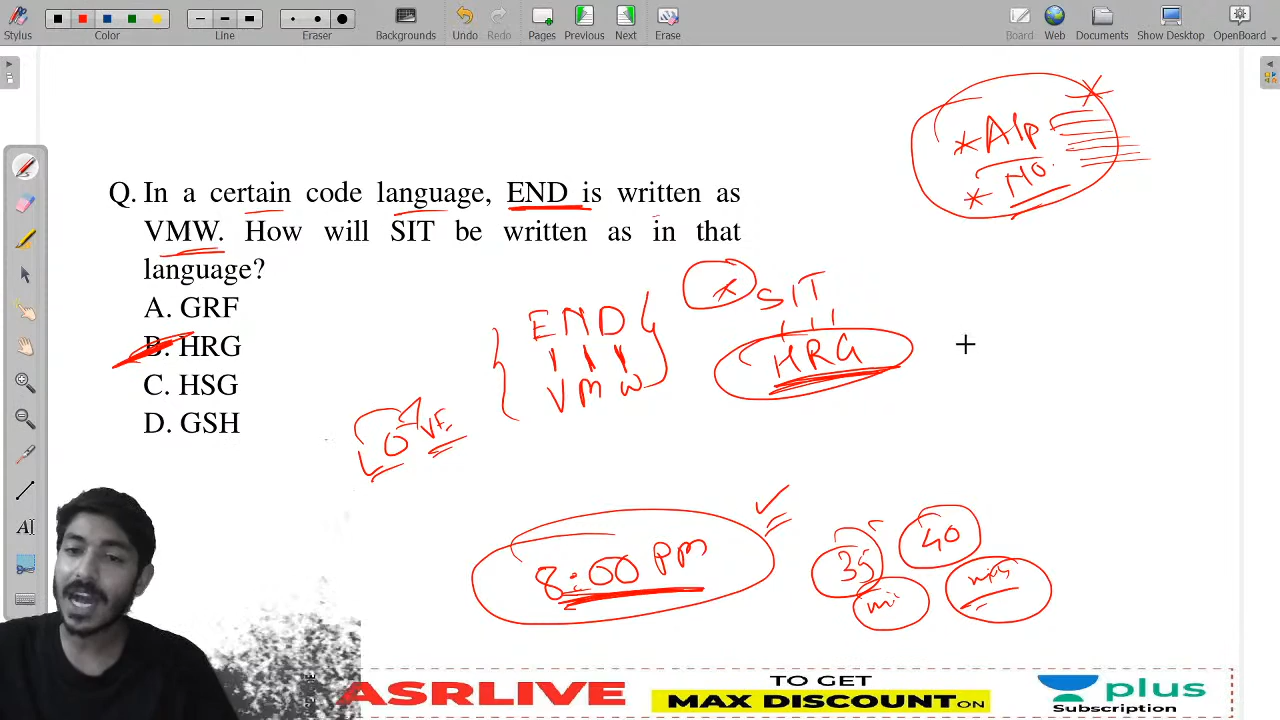 Stylus
Color
Line
Eraser
Backgrounds
Undo
Redo
Pages
Previous
Next
Erase
Board
Web
Documents
Show Desktop
OpenBoard
* Alp
* No.
Q. In a certain code language, END is written as
VMW. How will SIT be written as in that
language?
A. GRF
B. HRG
C. HSG
D. GSH
END
VMW
SIT
HRG
LOVE
8:00 PM
35
40
ASRLIVE
TO GET
MAX DISCOUNT ON
plus
Subscription